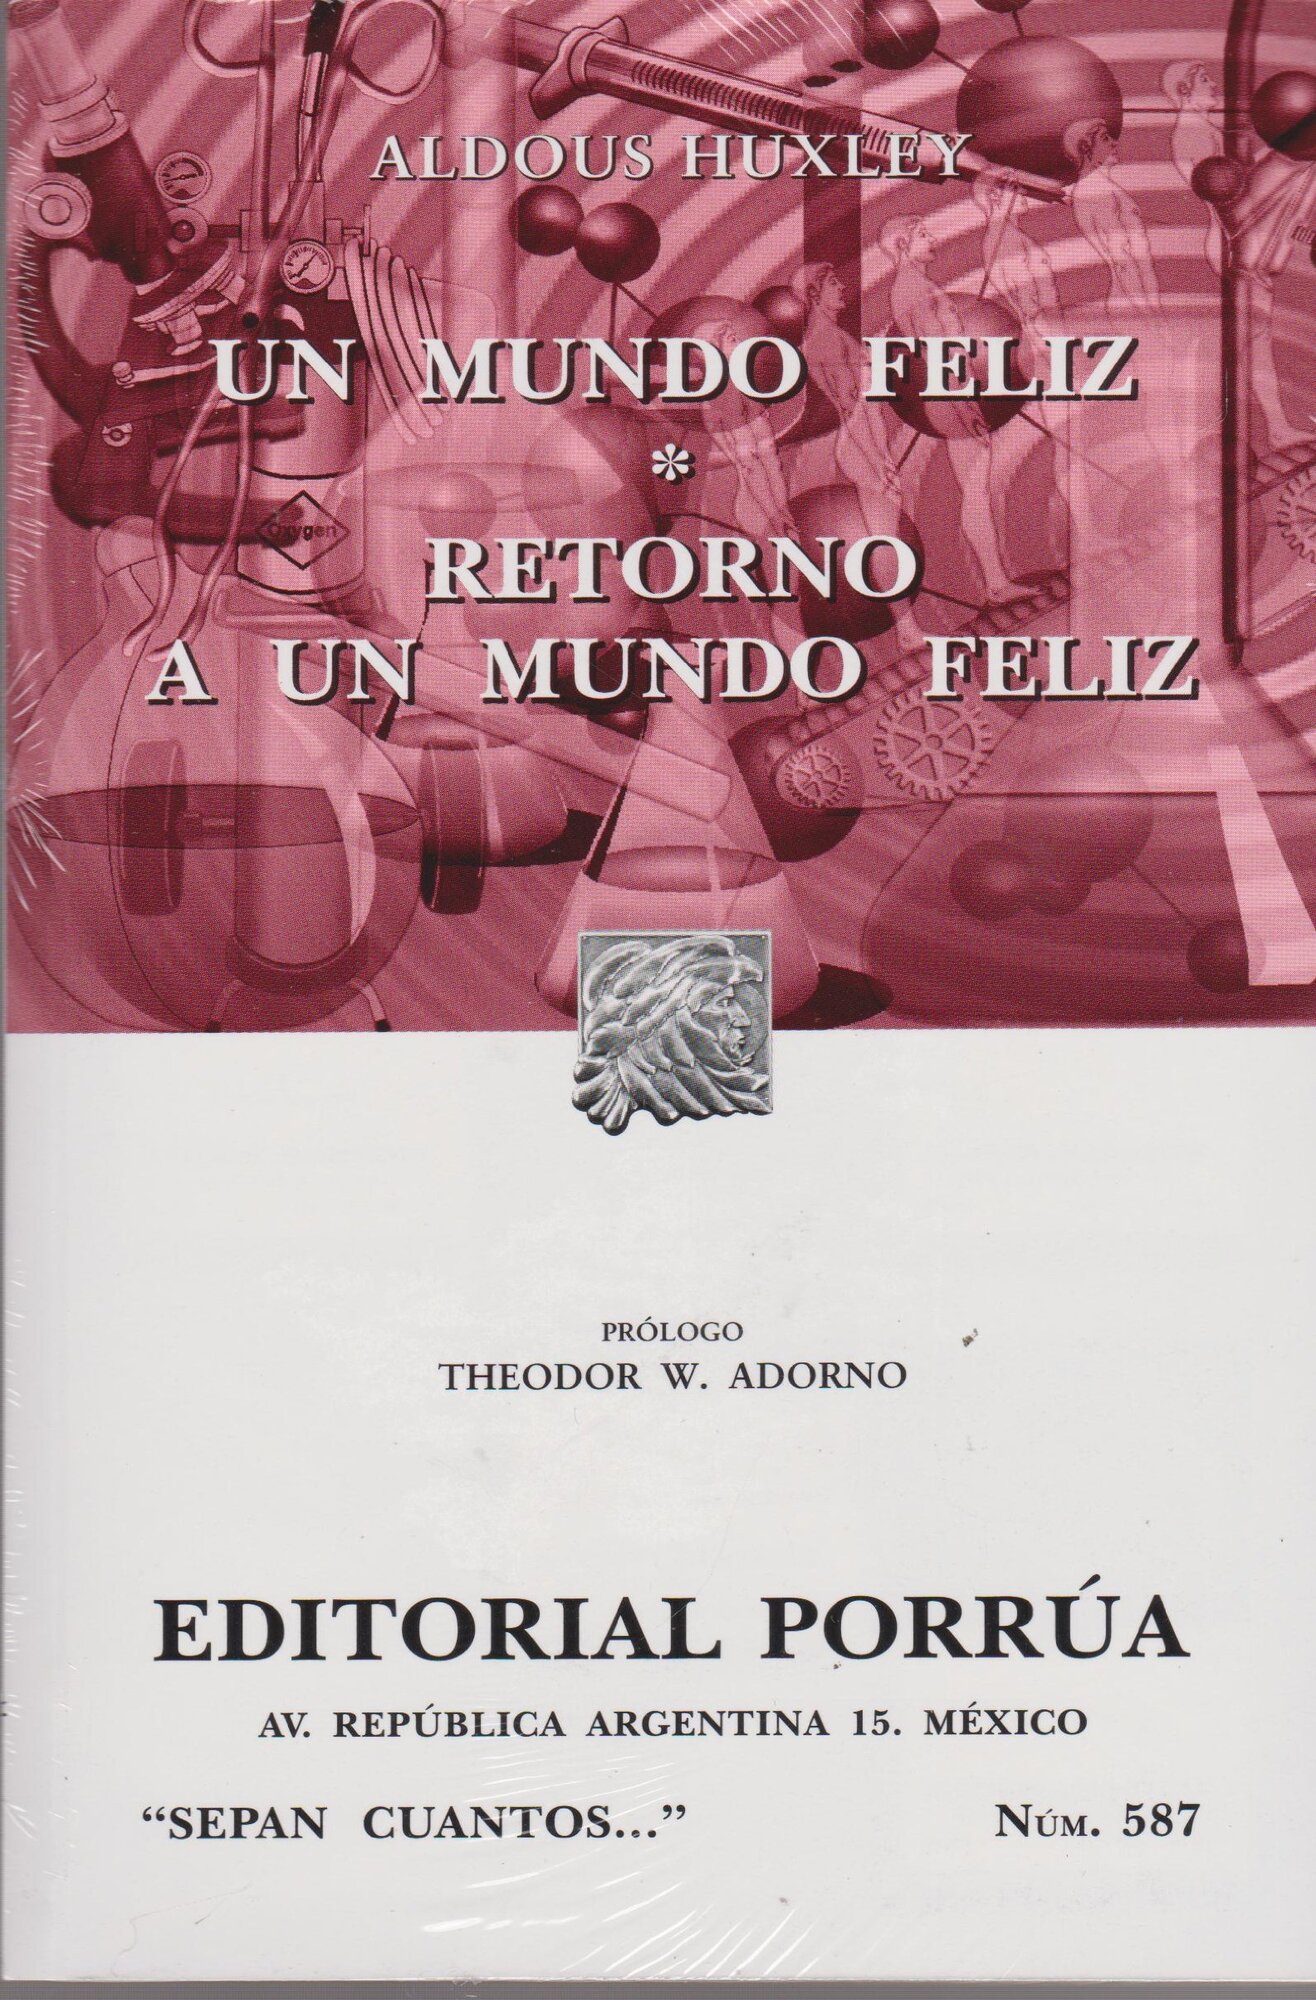 ALDOUS HUXLEY
UN MUNDO FELIZ
*
RETORNO
A UN MUNDO FELIZ
Oxygen
PRÓLOGO
THEODOR W. ADORNO
EDITORIAL PORRÚA
AV. REPÚBLICA ARGENTINA 15. MÉXICO
“SEPAN CUANTOS...” NÚM. 587